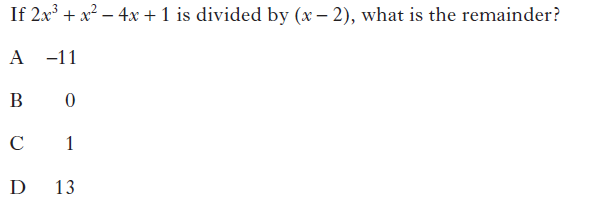 If 2x³ + x² – 4x + 1 is divided by (x – 2), what is the remainder?
A –11
B 0
C 1
D 13